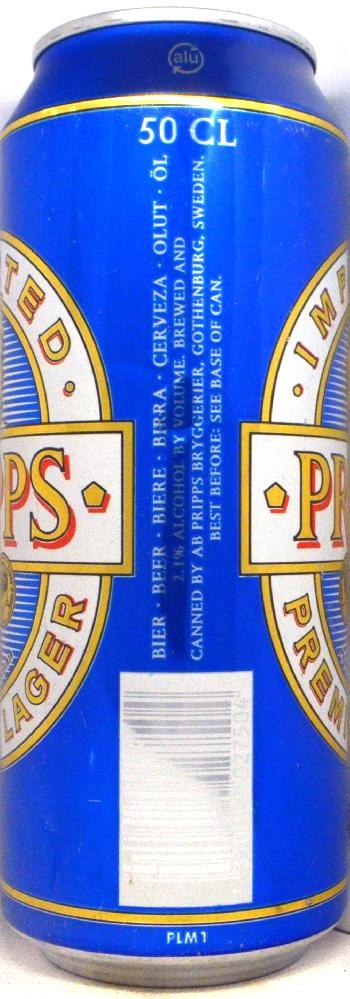 alu
50 CL
BIER · BEER · BIERE · BIRRA · CERVEZA · OLUT · ÖL
2.1% ALCOHOL BY VOLUME. BREWED AND
CANNED BY AB PRIPPS BRYGGERIER, GOTHENBURG, SWEDEN.
BEST BEFORE: SEE BASE OF CAN.
TED ·
PPS ·
LAGER
· IMP
· PR
PREM
PLM1